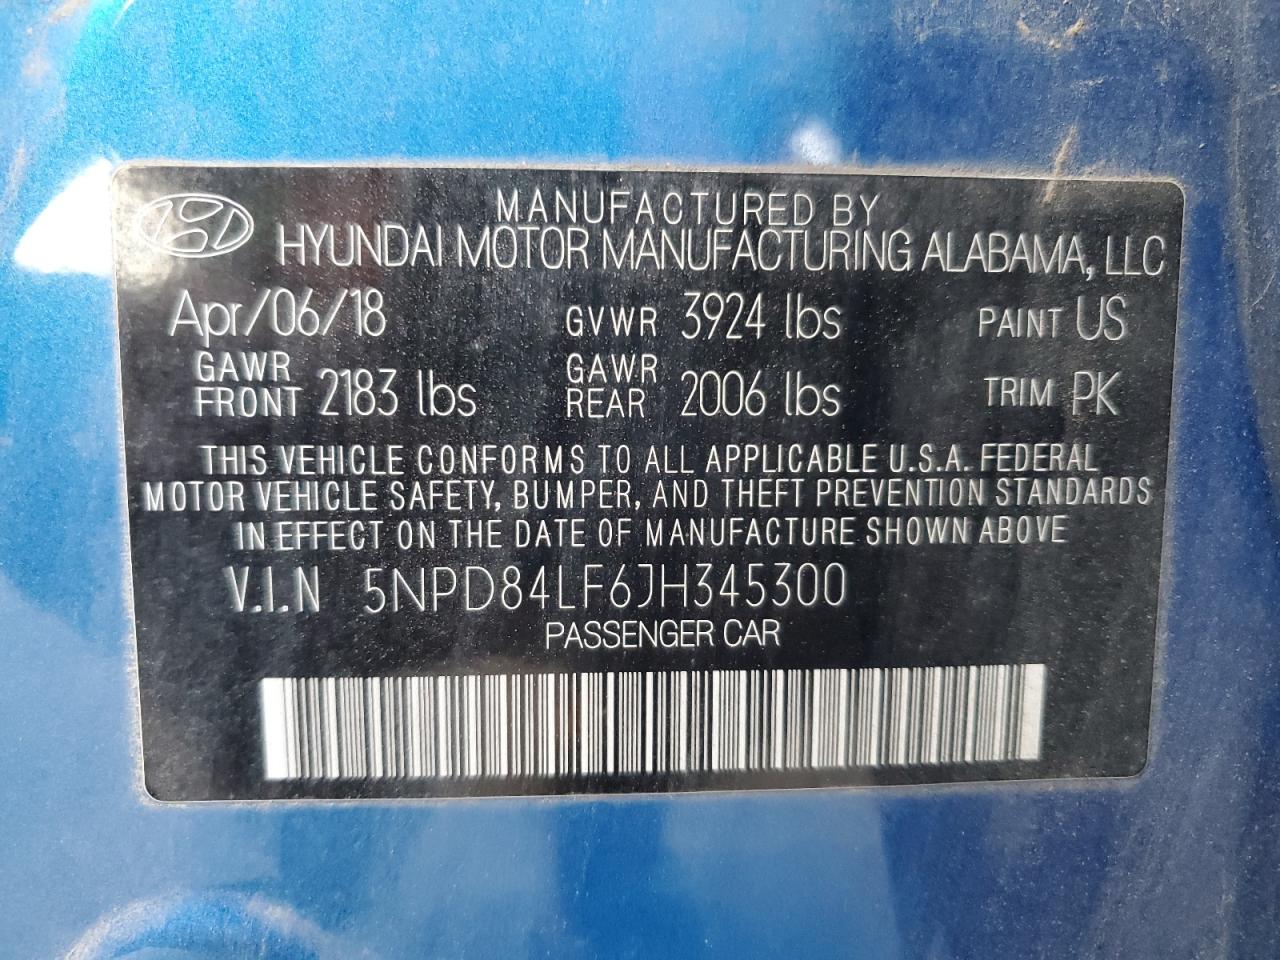 MANUFACTURED BY
HYUNDAI MOTOR MANUFACTURING ALABAMA, LLC
Apr/06/18 GVWR 3924 lbs PAINT US
GAWR FRONT 2183 lbs GAWR REAR 2006 lbs TRIM PK
THIS VEHICLE CONFORMS TO ALL APPLICABLE U.S.A. FEDERAL
MOTOR VEHICLE SAFETY, BUMPER, AND THEFT PREVENTION STANDARDS
IN EFFECT ON THE DATE OF MANUFACTURE SHOWN ABOVE
V.I.N 5NPD84LF6JH345300
PASSENGER CAR